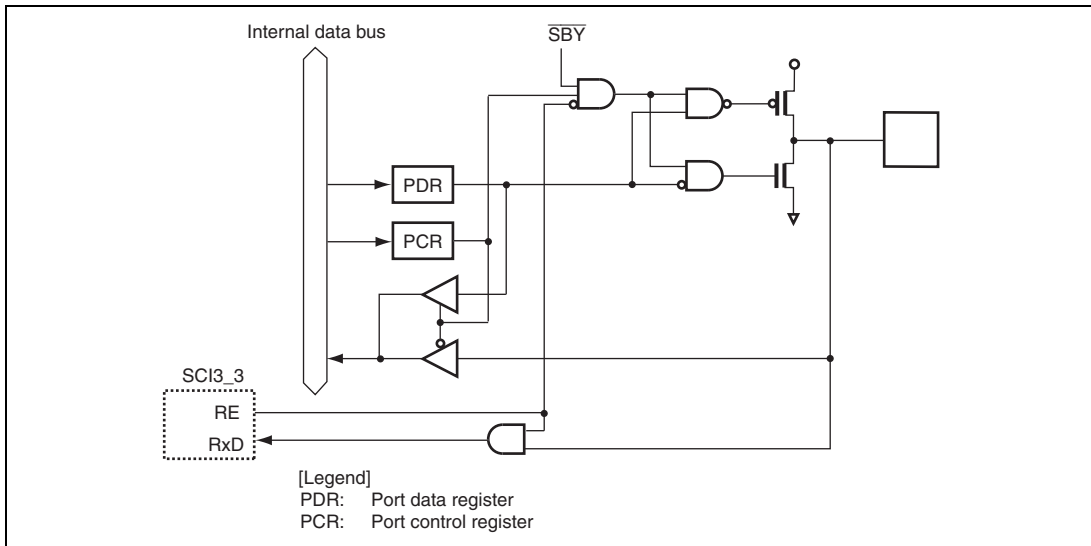 Internal data bus
SBY
PDR
PCR
SCI3_3
RE
RxD
[Legend]
PDR: Port data register
PCR: Port control register